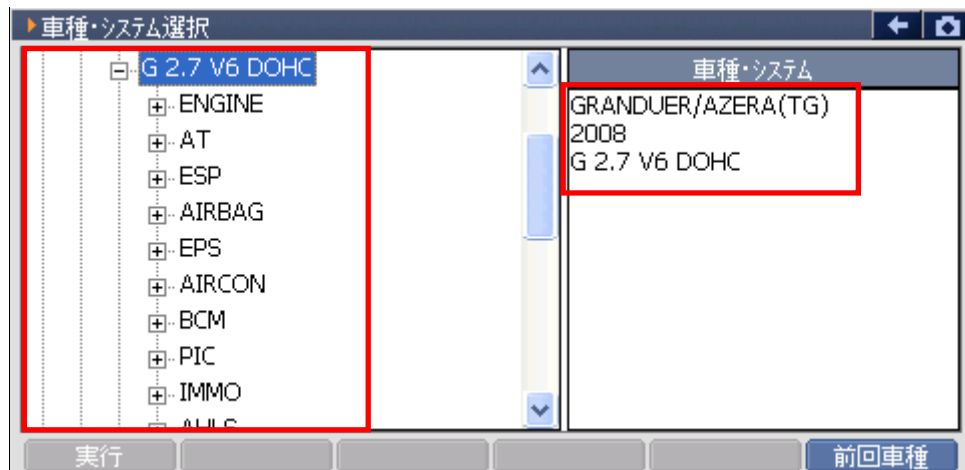 車種・システム選択
G 2.7 V6 DOHC
ENGINE
AT
ESP
AIRBAG
EPS
AIRCON
BCM
PIC
IMMO
車種・システム
GRANDUER/AZERA(TG)
2008
G 2.7 V6 DOHC
実行
前回車種